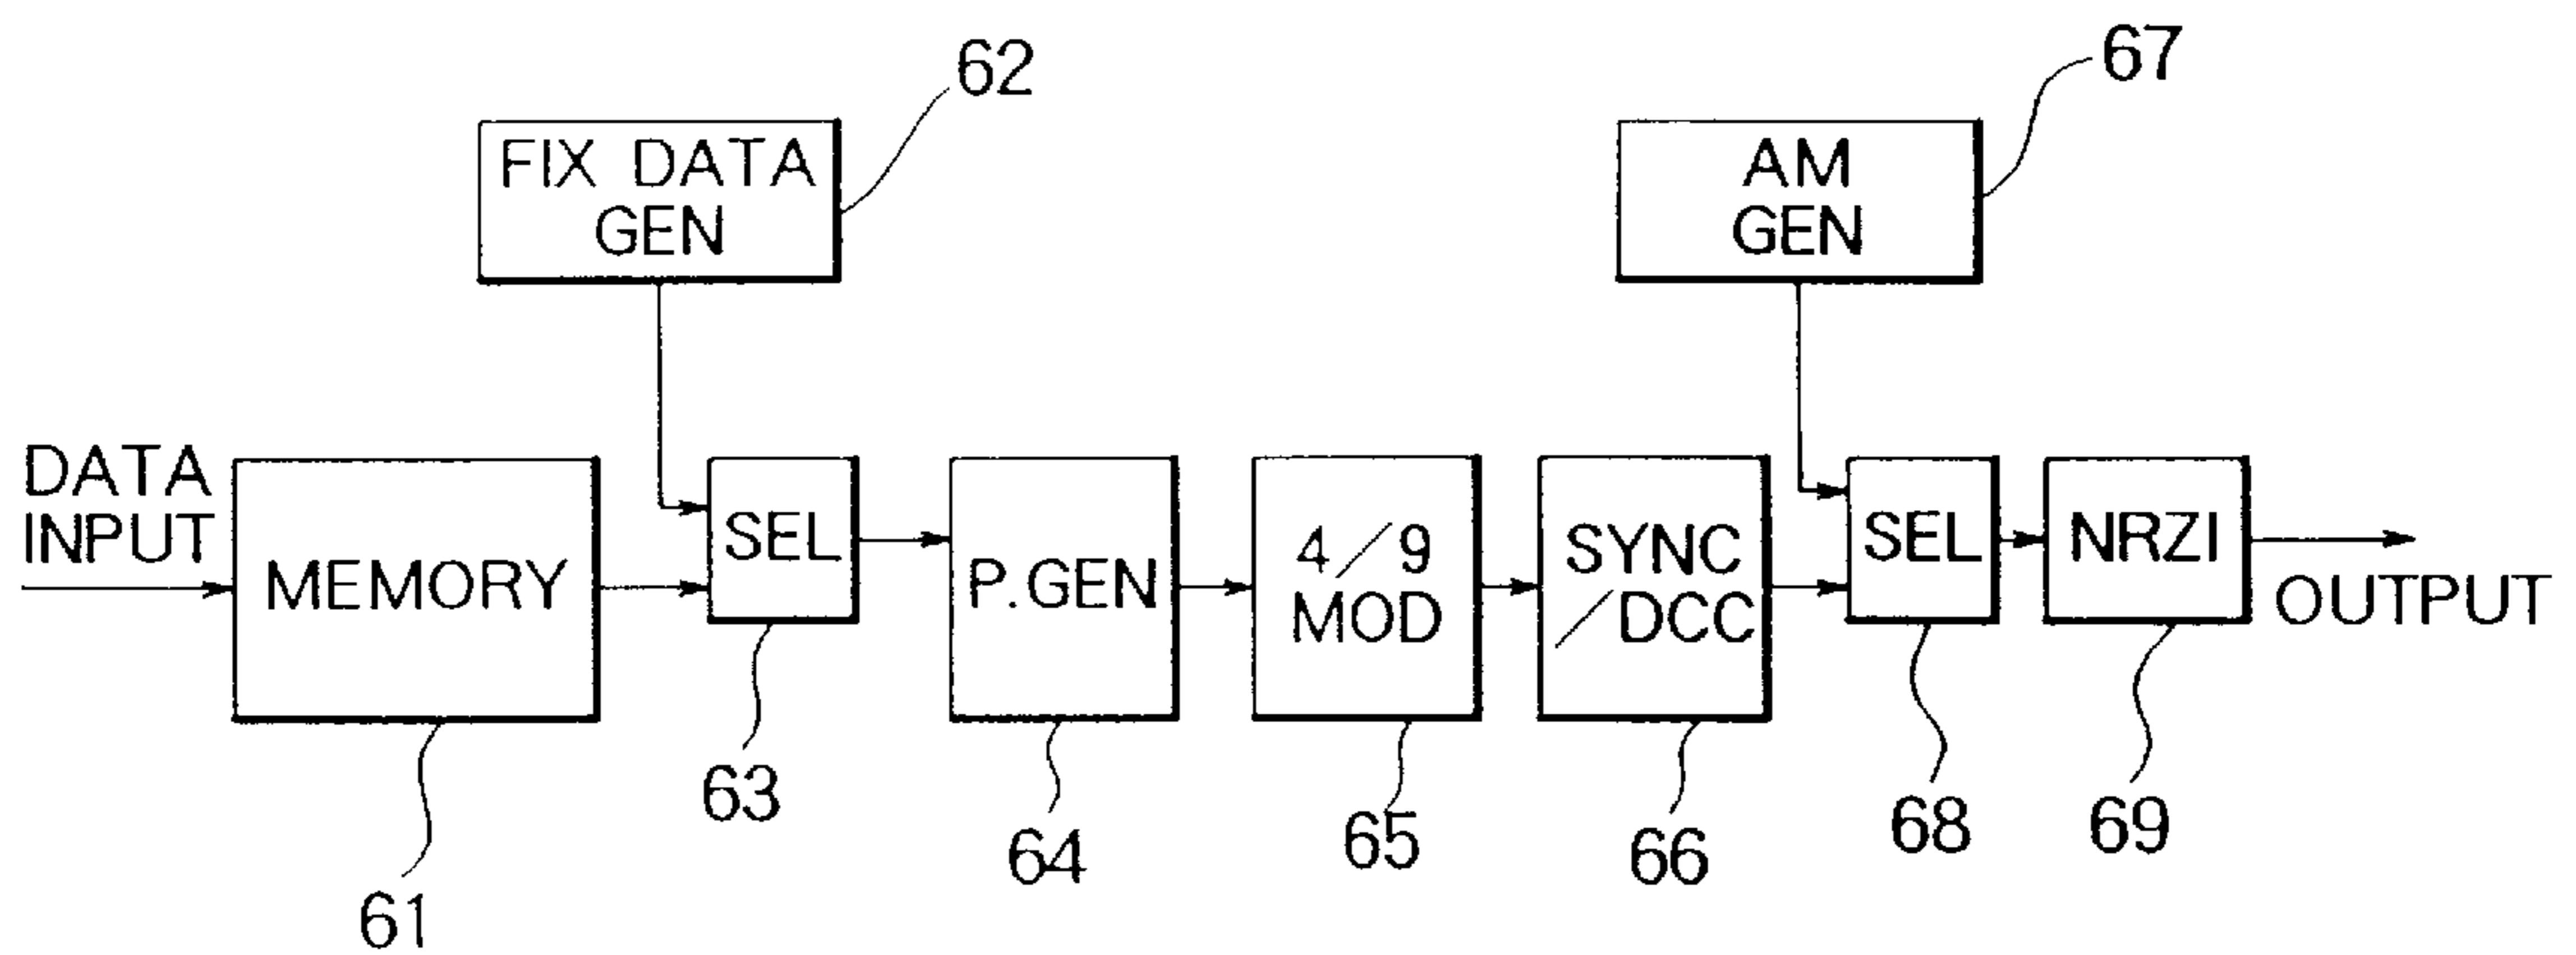 62
67
FIX DATA
GEN
AM
GEN
DATA
INPUT
MEMORY
SEL
P.GEN
4/9
MOD
SYNC
/DCC
SEL
NRZI
OUTPUT
61
63
64
65
66
68
69